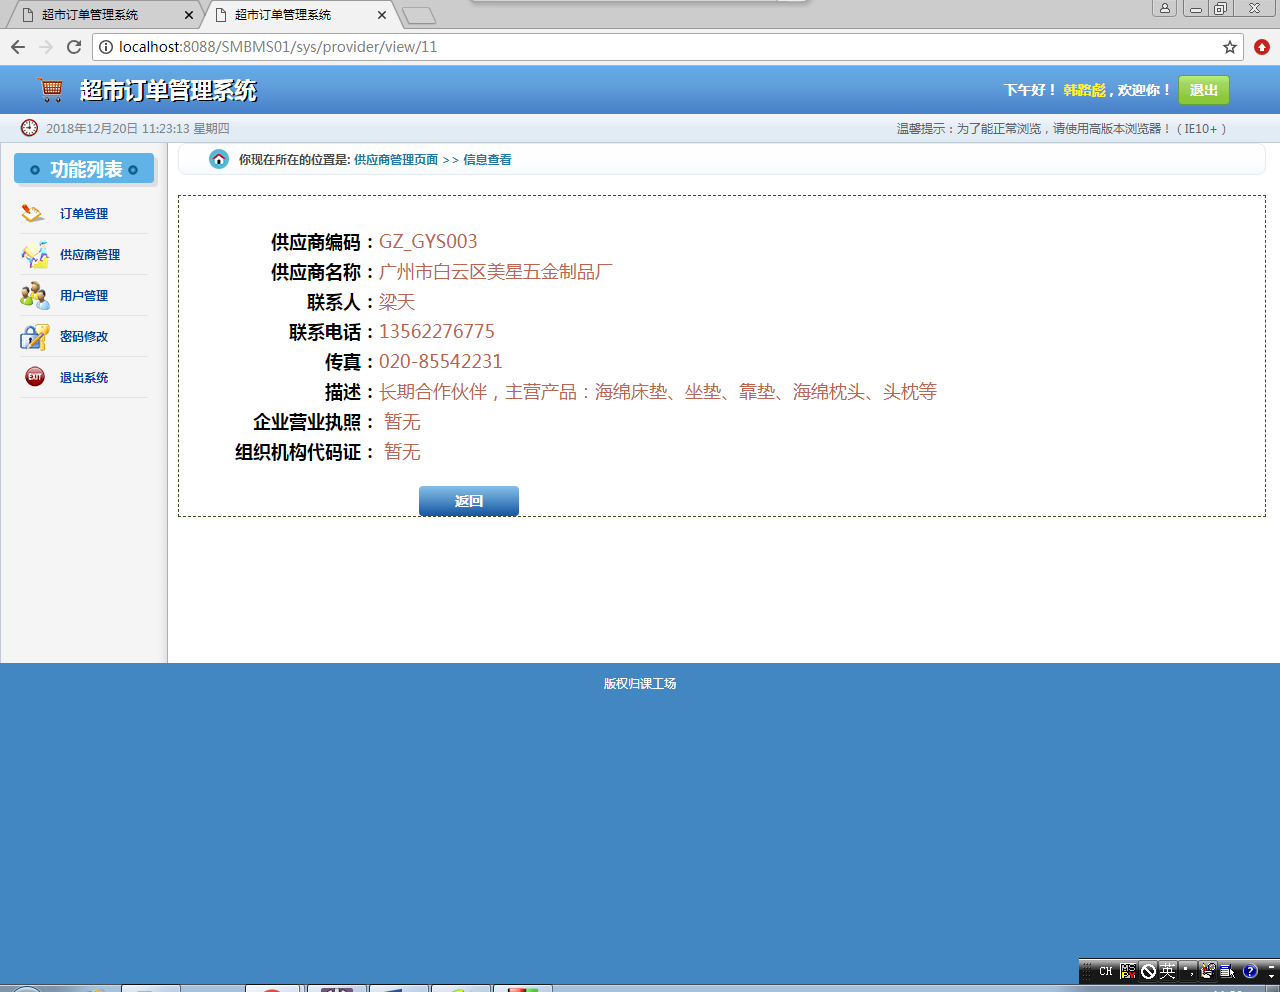 超市订单管理系统
超市订单管理系统
localhost:8088/SMBMS01/sys/provider/view/11
超市订单管理系统
下午好！ 韩路彪 , 欢迎你！ 退出
2018年12月20日 11:23:13 星期四
温馨提示：为了能正常浏览，请使用高版本浏览器！（IE10+）
功能列表
订单管理
供应商管理
用户管理
密码修改
退出系统
你现在所在的位置是: 供应商管理页面 >> 信息查看
供应商编码：GZ_GYS003
供应商名称：广州市白云区美星五金制品厂
联系人：梁天
联系电话：13562276775
传真：020-85542231
描述：长期合作伙伴，主营产品：海绵床垫、坐垫、靠垫、海绵枕头、头枕等
企业营业执照： 暂无
组织机构代码证： 暂无
返回
版权归课工场
CH 英